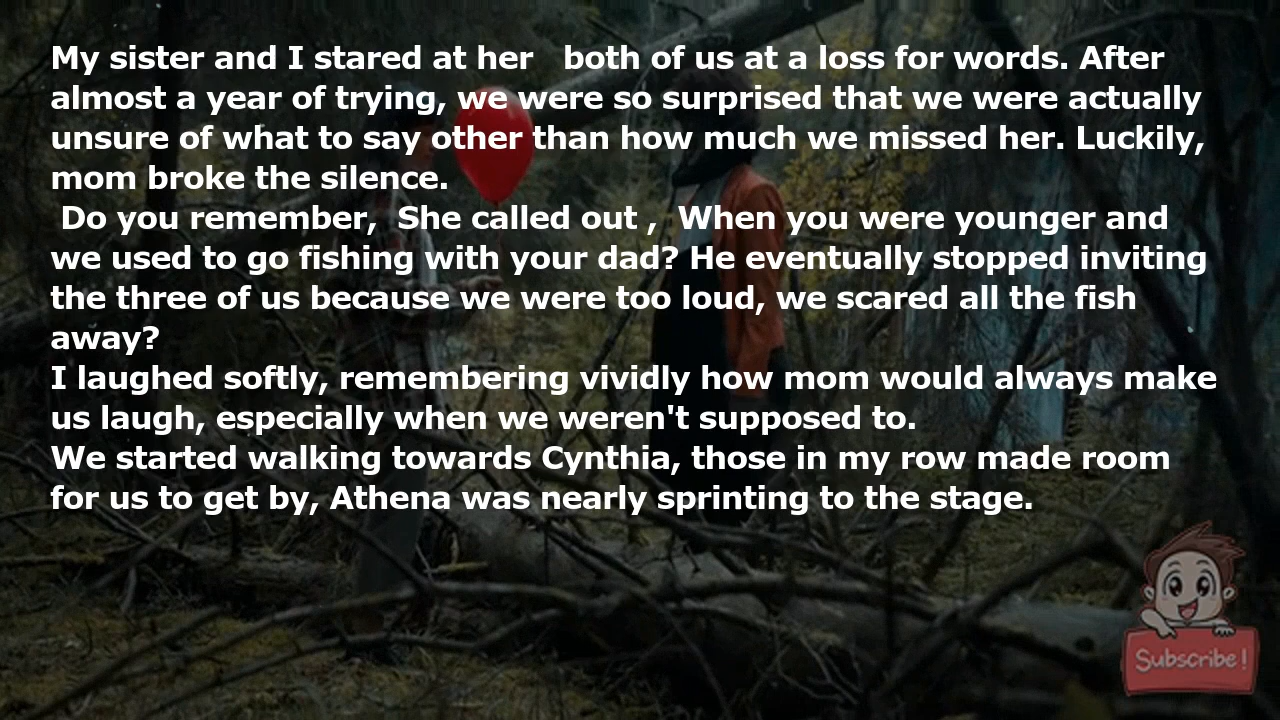 My sister and I stared at her   both of us at a loss for words. After
almost a year of trying, we were so surprised that we were actually
unsure of what to say other than how much we missed her. Luckily,
mom broke the silence.
 Do you remember,  She called out ,  When you were younger and
we used to go fishing with your dad? He eventually stopped inviting
the three of us because we were too loud, we scared all the fish
away?
I laughed softly, remembering vividly how mom would always make
us laugh, especially when we weren't supposed to.
We started walking towards Cynthia, those in my row made room
for us to get by, Athena was nearly sprinting to the stage.
Subscribe!